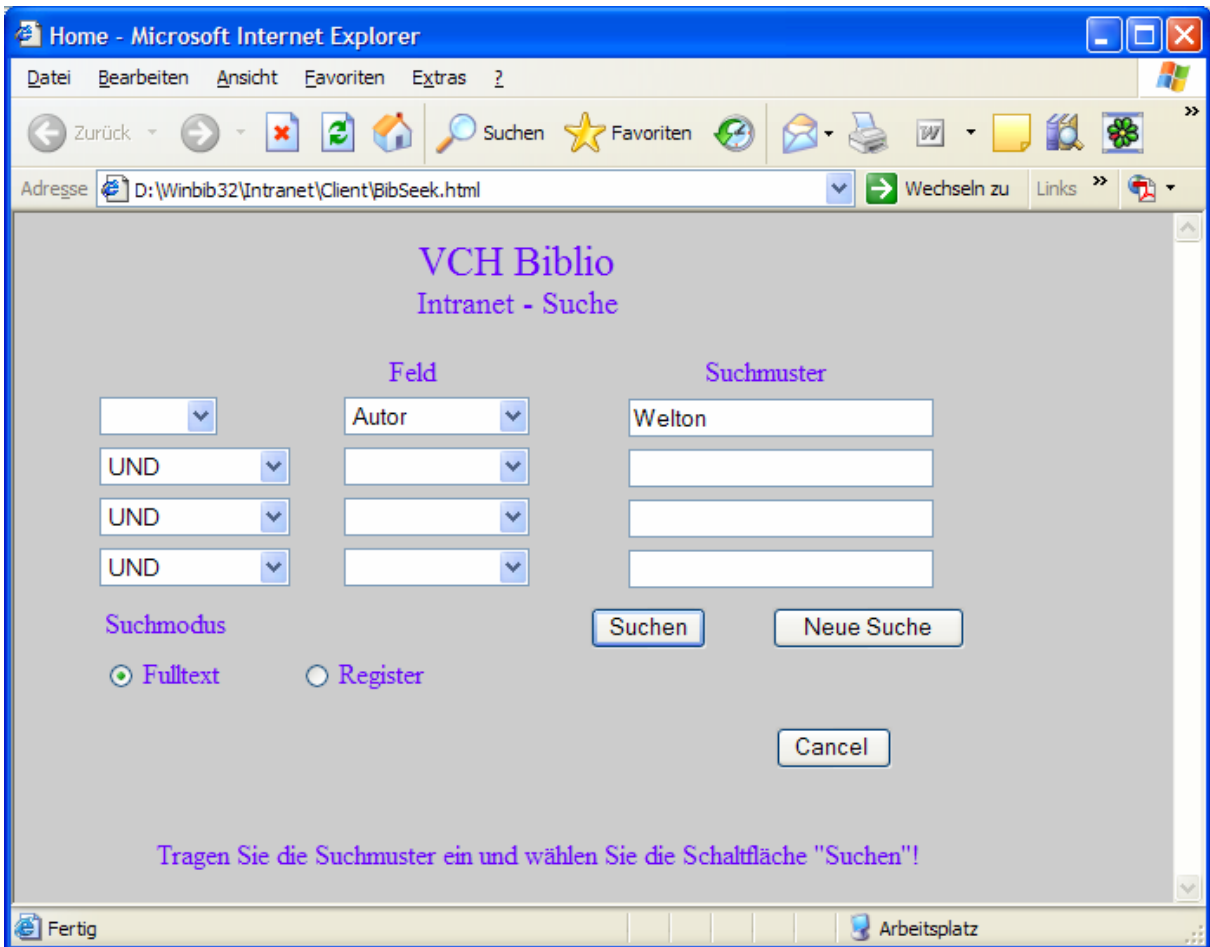 Home - Microsoft Internet Explorer
Datei Bearbeiten Ansicht Favoriten Extras ?
Zurück Suchen Favoriten W »
Adresse D:\Winbib32\Intranet\Client\BibSeek.html Wechseln zu Links »
VCH Biblio
Intranet - Suche
Feld Suchmuster
Autor Welton
UND
UND
UND
Suchmodus Suchen Neue Suche
Fulltext Register
Cancel
Tragen Sie die Suchmuster ein und wählen Sie die Schaltfläche "Suchen"!
Fertig Arbeitsplatz